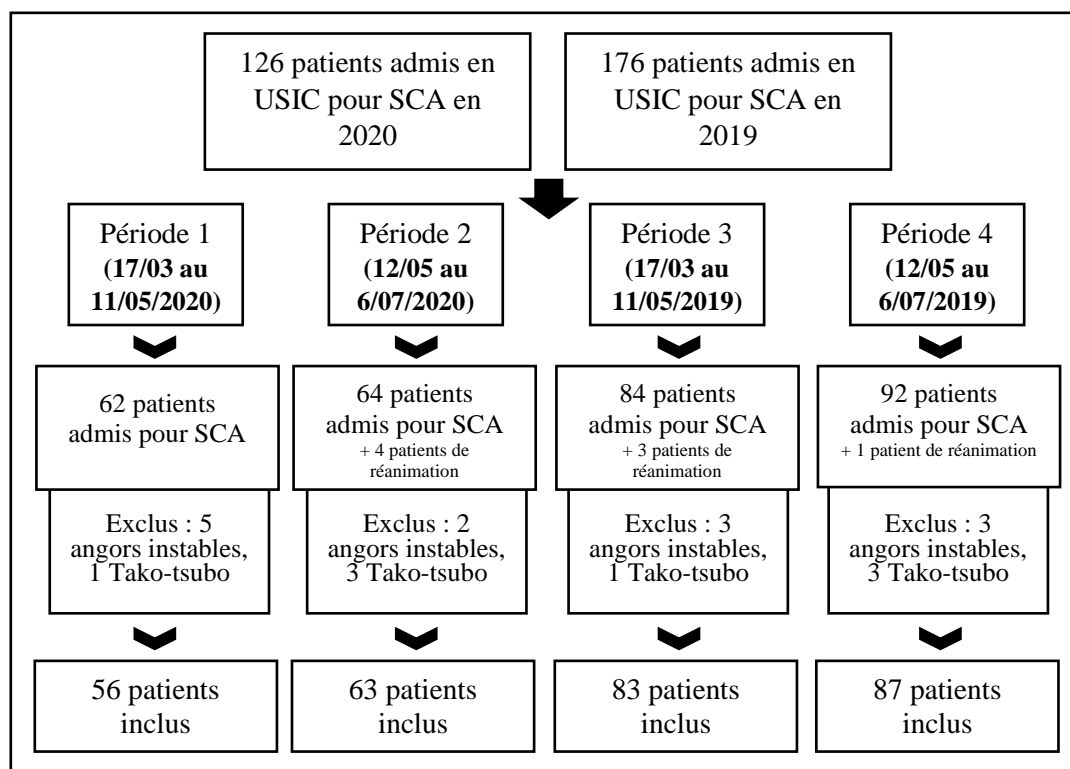 126 patients admis en
USIC pour SCA en
2020
176 patients admis en
USIC pour SCA en
2019
Période 1
(17/03 au
11/05/2020)
Période 2
(12/05 au
6/07/2020)
Période 3
(17/03 au
11/05/2019)
Période 4
(12/05 au
6/07/2019)
62 patients
admis pour SCA
64 patients
admis pour SCA
+ 4 patients de
réanimation
84 patients
admis pour SCA
+ 3 patients de
réanimation
92 patients
admis pour SCA
+ 1 patient de réanimation
Exclus : 5
angors instables,
1 Tako-tsubo
Exclus : 2
angors instables,
3 Tako-tsubo
Exclus : 3
angors instables,
1 Tako-tsubo
Exclus : 3
angors instables,
3 Tako-tsubo
56 patients
inclus
63 patients
inclus
83 patients
inclus
87 patients
inclus